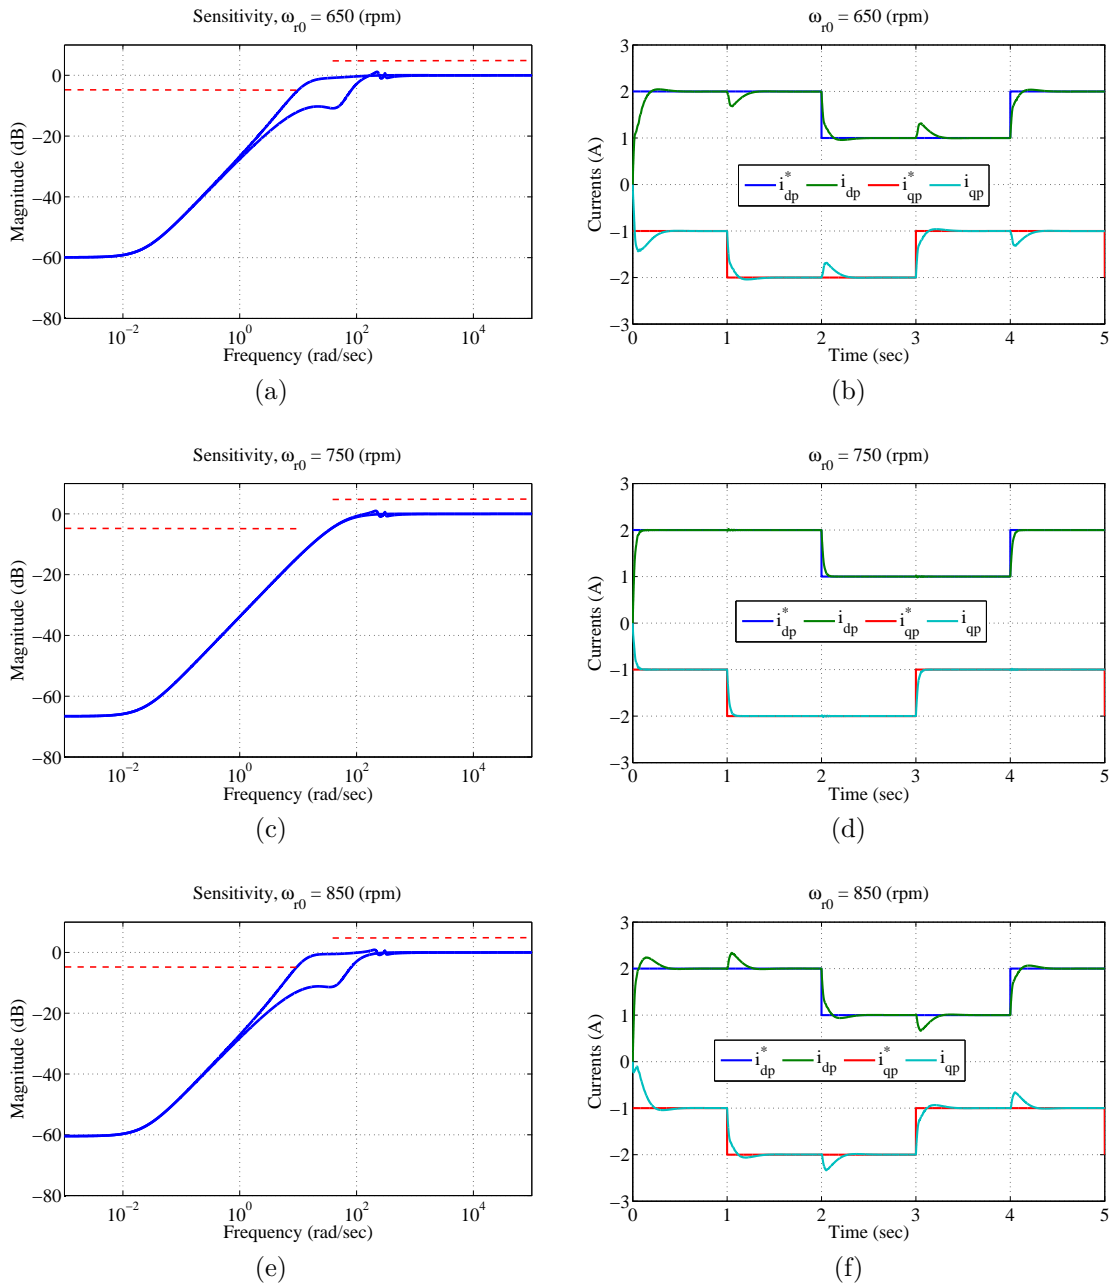 Sensitivity, ω_r0 = 650 (rpm)
0
−20
−40
−60
−80
Magnitude (dB)
10^−2
10^0
10^2
10^4
Frequency (rad/sec)
(a)
ω_r0 = 650 (rpm)
3
2
1
0
−1
−2
−3
Currents (A)
i*_dp
i_dp
i*_qp
i_qp
0
1
2
3
4
5
Time (sec)
(b)
Sensitivity, ω_r0 = 750 (rpm)
0
−20
−40
−60
−80
Magnitude (dB)
10^−2
10^0
10^2
10^4
Frequency (rad/sec)
(c)
ω_r0 = 750 (rpm)
3
2
1
0
−1
−2
−3
Currents (A)
i*_dp
i_dp
i*_qp
i_qp
0
1
2
3
4
5
Time (sec)
(d)
Sensitivity, ω_r0 = 850 (rpm)
0
−20
−40
−60
−80
Magnitude (dB)
10^−2
10^0
10^2
10^4
Frequency (rad/sec)
(e)
ω_r0 = 850 (rpm)
3
2
1
0
−1
−2
−3
Currents (A)
i*_dp
i_dp
i*_qp
i_qp
0
1
2
3
4
5
Time (sec)
(f)